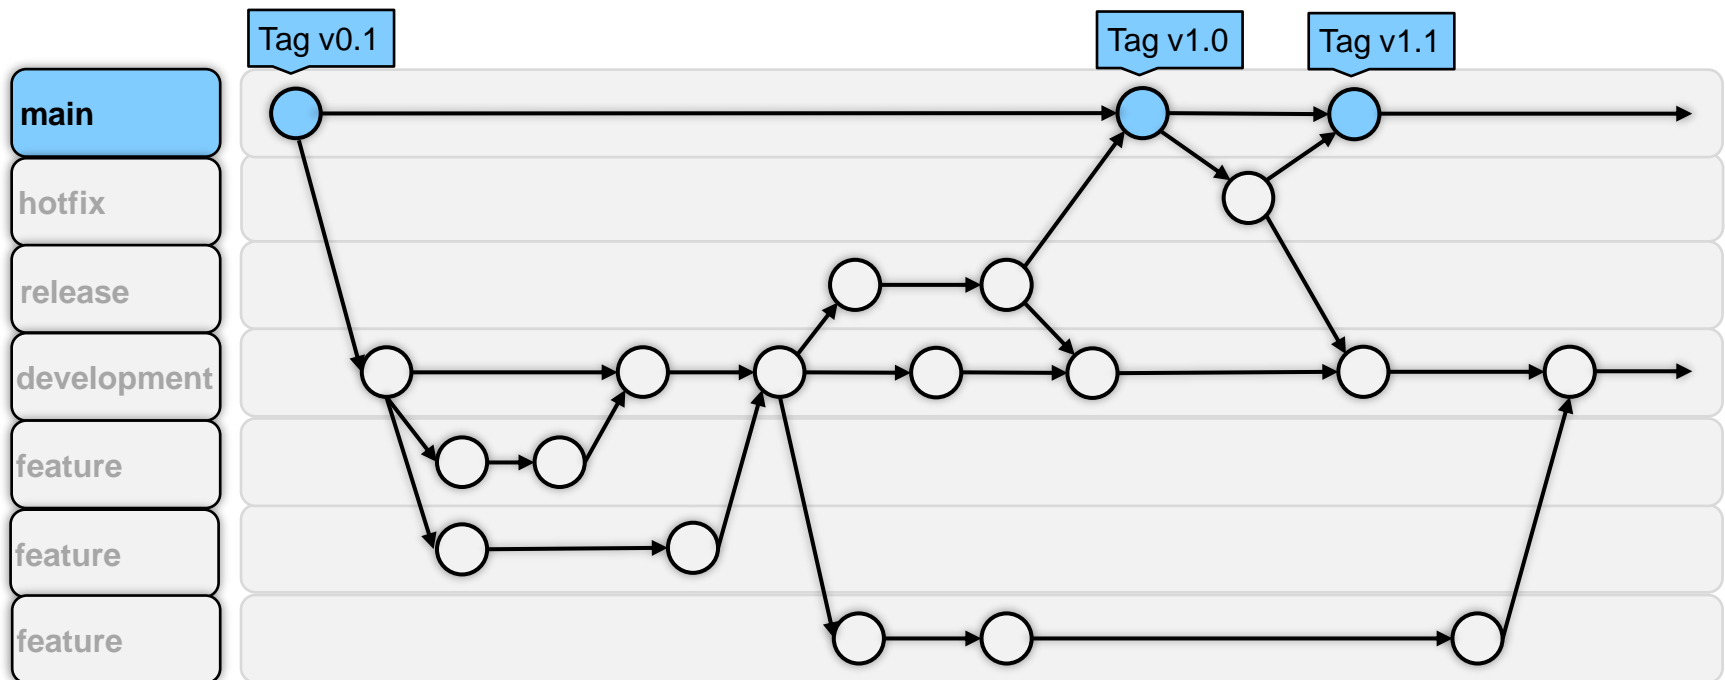 Tag v0.1
Tag v1.0
Tag v1.1
main
hotfix
release
development
feature
feature
feature